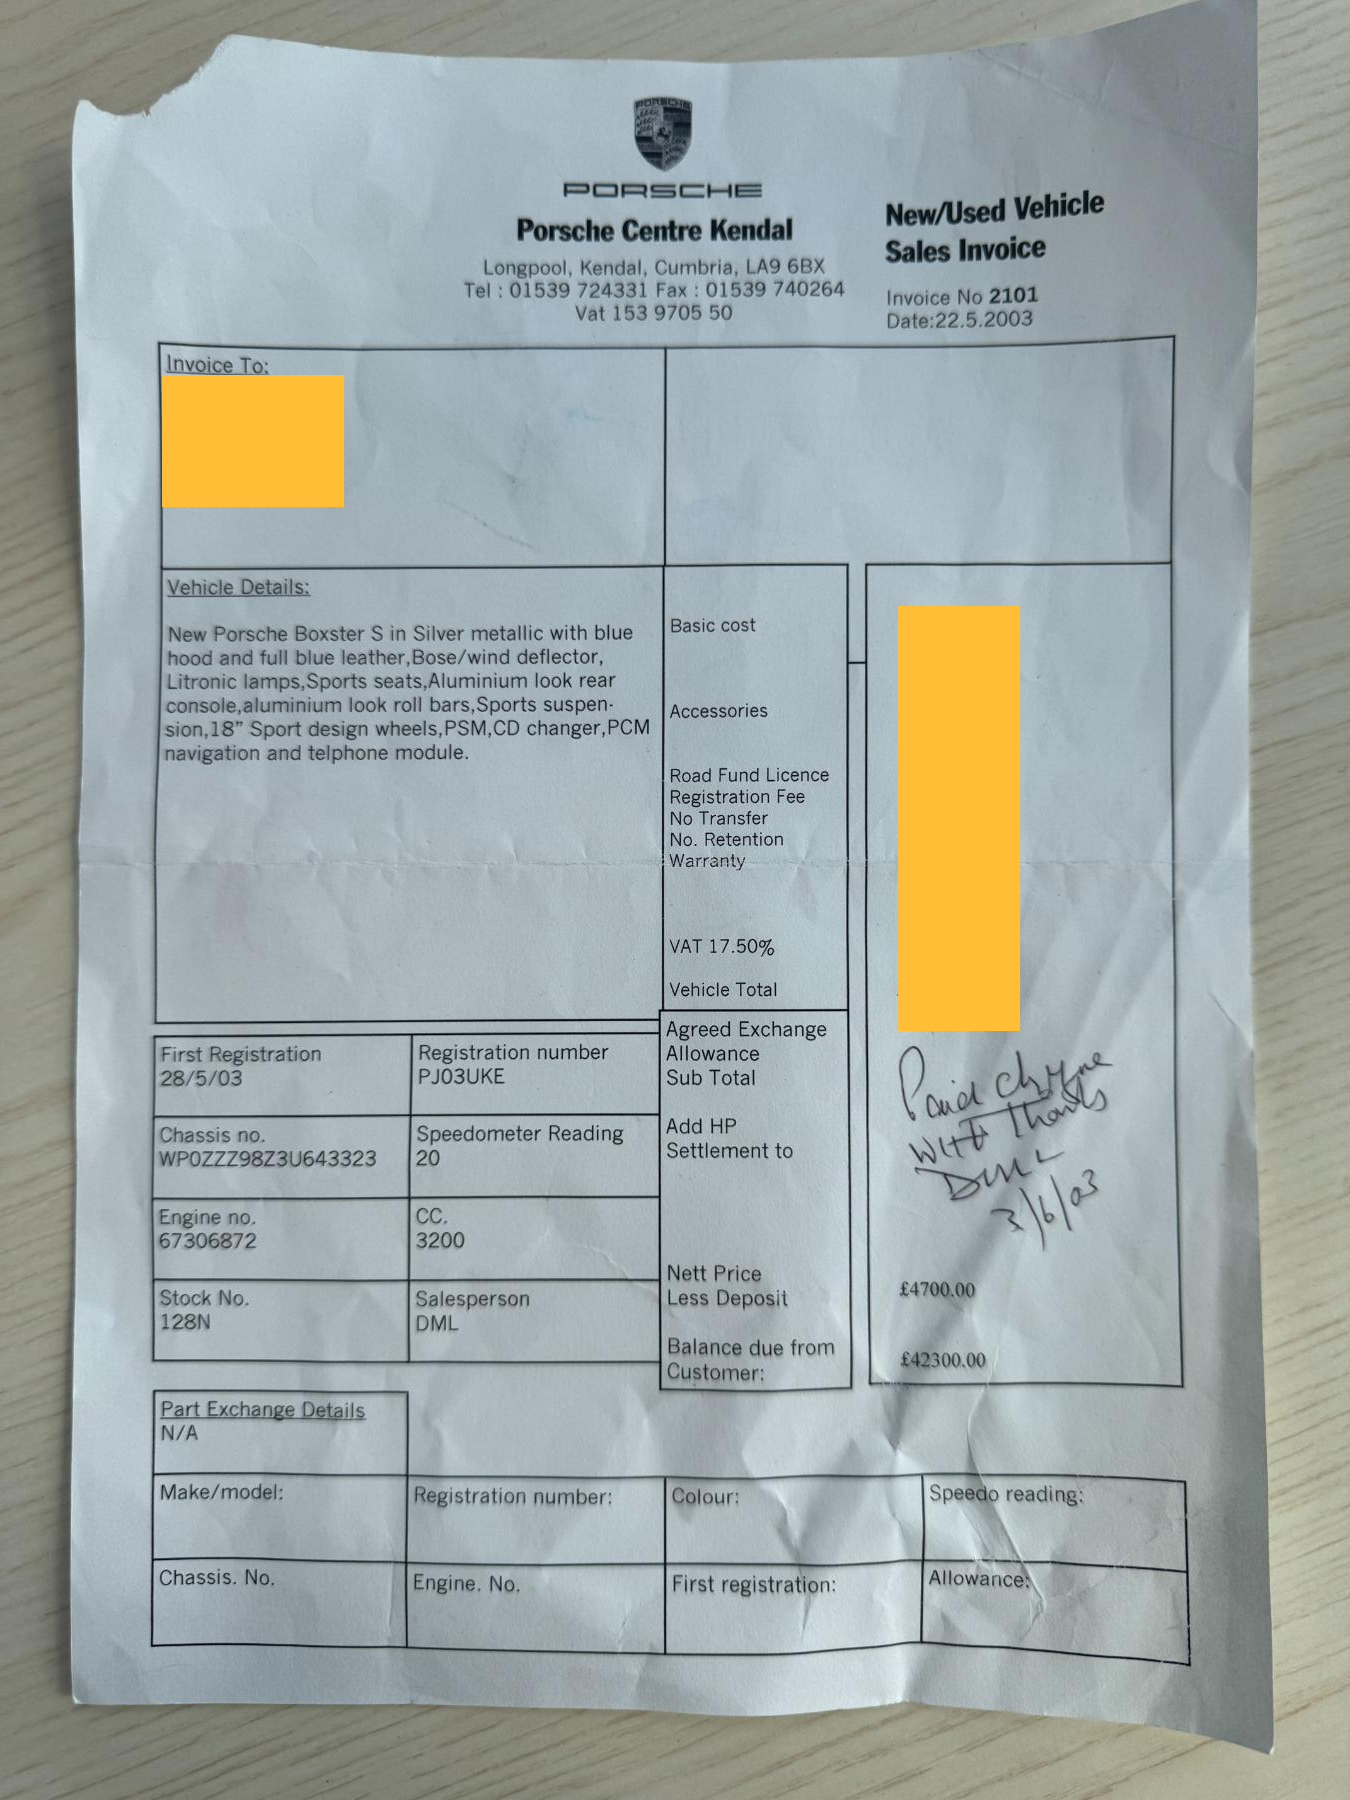 PORSCHE
PORSCHE
Porsche Centre Kendal
Longpool, Kendal, Cumbria, LA9 6BX
Tel : 01539 724331 Fax : 01539 740264
Vat 153 9705 50
New/Used Vehicle
Sales Invoice
Invoice No 2101
Date:22.5.2003
Invoice To:
Vehicle Details:
New Porsche Boxster S in Silver metallic with blue
hood and full blue leather,Bose/wind deflector,
Litronic lamps,Sports seats,Aluminium look rear
console,aluminium look roll bars,Sports suspen-
sion,18" Sport design wheels,PSM,CD changer,PCM
navigation and telphone module.
Basic cost
Accessories
Road Fund Licence
Registration Fee
No Transfer
No. Retention
Warranty
VAT 17.50%
Vehicle Total
First Registration
28/5/03
Registration number
PJ03UKE
Chassis no.
WP0ZZZ98Z3U643323
Speedometer Reading
20
Engine no.
67306872
CC.
3200
Stock No.
128N
Salesperson
DML
Agreed Exchange
Allowance
Sub Total
Add HP
Settlement to
Nett Price
Less Deposit
Balance due from
Customer:
Paid
With Thanks
DML
3/6/03
£4700.00
£42300.00
Part Exchange Details
N/A
Make/model:
Registration number:
Colour:
Speedo reading:
Chassis. No.
Engine. No.
First registration:
Allowance: